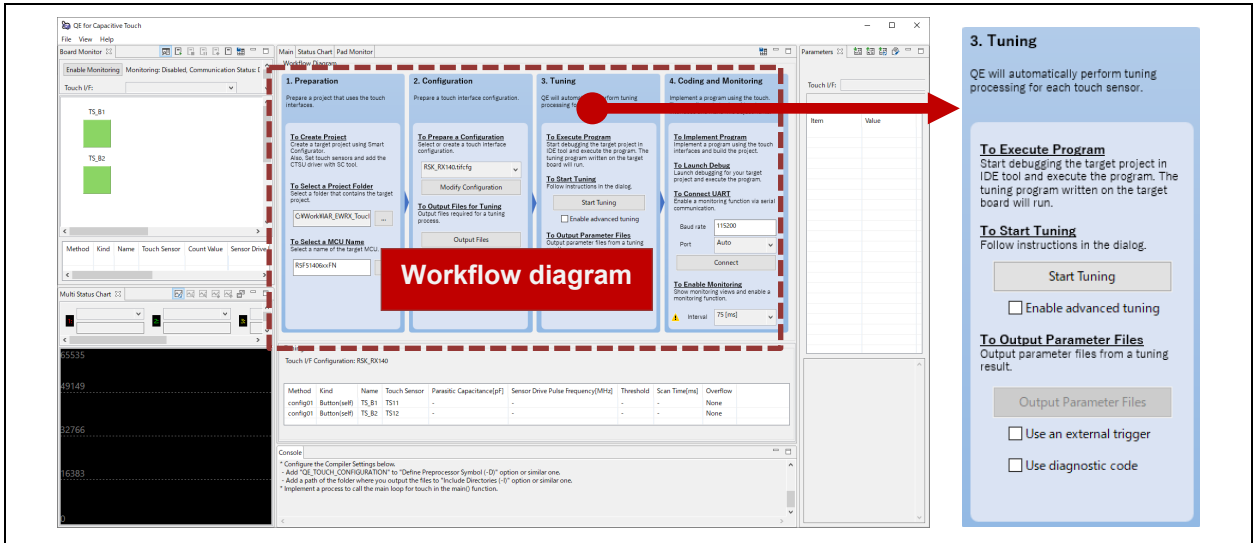 QE for Capacitive Touch
File View Help
Board Monitor
Enable Monitoring Monitoring: Disabled, Communication Status: D
Touch I/F:
TS_B1
TS_B2
Method Kind Name Touch Sensor Count Value Sensor Drive
Multi Status Chart
65535
49149
32766
16383
0
Main Status Chart Pad Monitor
Workflow Diagram
1. Preparation
Prepare a project that uses the touch
interfaces.
To Create Project
Create a target project using Smart
Configurator.
Also, Set touch sensors and add the
CTSU driver with SC tool.
To Select a Project Folder
Select a folder that contains the target
project.
C:¥Work¥IAR_EWRX_Toucl ...
To Select a MCU Name
Select a name of the target MCU.
R5F51406xxFN
2. Configuration
Prepare a touch interface configuration.
To Prepare a Configuration
Select or create a touch interface
configuration.
RSK_RX140.tifcfg
Modify Configuration
To Output Files for Tuning
Output files required for a tuning
process.
Output Files
3. Tuning
QE will automatically perform tuning
processing for
To Execute Program
Start debugging the target project in
IDE tool and execute the program. The
tuning program written on the target
board will run.
To Start Tuning
Follow instructions in the dialog.
Start Tuning
Enable advanced tuning
To Output Parameter Files
Output parameter files from a tuning
4. Coding and Monitoring
Implement a program using the touch
To Implement Program
Implement a program using the touch
interfaces and build the project.
To Launch Debug
Launch debugging for your target
project and execute the program.
To Connect UART
Enable a monitoring function via serial
communication.
Baud rate 115200
Port Auto
Connect
To Enable Monitoring
Show monitoring views and enable a
monitoring function.
Interval 75 [ms]
Workflow diagram
Touch I/F Configuration: RSK_RX140
Method Kind Name Touch Sensor Parasitic Capacitance[pF] Sensor Drive Pulse Frequency[MHz] Threshold Scan Time[ms] Overflow
config01 Button(self) TS_B1 TS11 - - - - None
config01 Button(self) TS_B2 TS12 - - - - None
Console
* Configure the Compiler Settings below.
- Add "QE_TOUCH_CONFIGURATION" to "Define Preprocessor Symbol (-D)" option or similar one.
- Add a path of the folder where you output the files to "Include Directories (-I)" option or similar one.
* Implement a process to call the main loop for touch in the main() function.
Parameters
Touch I/F:
Item Value
3. Tuning
QE will automatically perform tuning
processing for each touch sensor.
To Execute Program
Start debugging the target project in
IDE tool and execute the program. The
tuning program written on the target
board will run.
To Start Tuning
Follow instructions in the dialog.
Start Tuning
Enable advanced tuning
To Output Parameter Files
Output parameter files from a tuning
result.
Output Parameter Files
Use an external trigger
Use diagnostic code